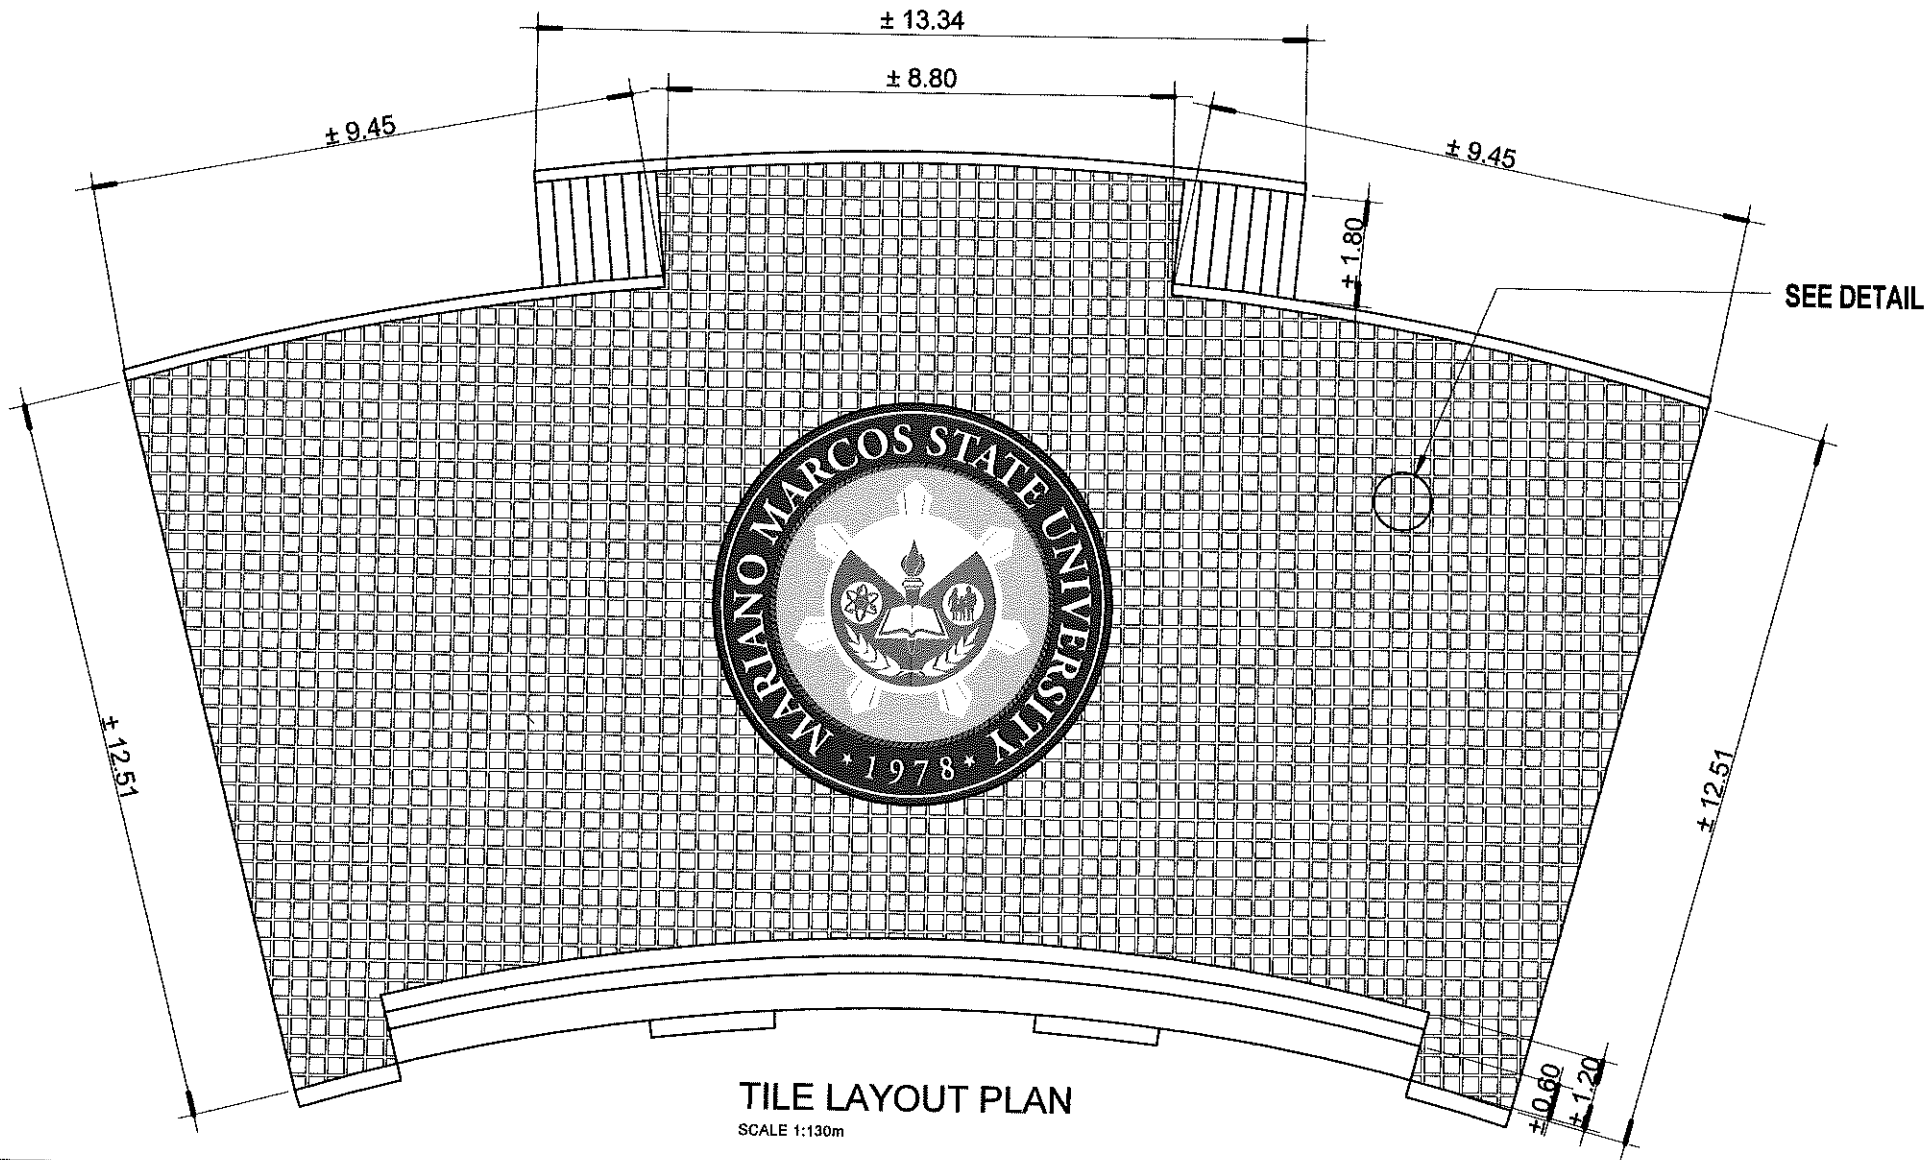 ± 13.34
± 8.80
± 9.45
± 9.45
± 1.80
SEE DETAIL
MARIANO MARCOS STATE UNIVERSITY
* 1978 *
± 12.51
± 12.51
± 0.60
± 1.20
TILE LAYOUT PLAN
SCALE 1:130m